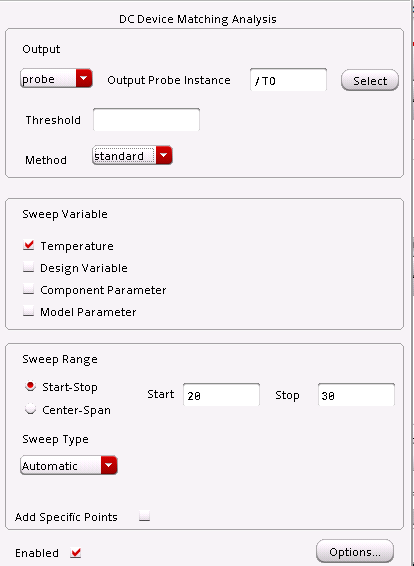 DC Device Matching Analysis
Output
probe Output Probe Instance /T0 Select
Threshold
Method standard
Sweep Variable
Temperature
Design Variable
Component Parameter
Model Parameter
Sweep Range
Start-Stop Start 20 Stop 30
Center-Span
Sweep Type
Automatic
Add Specific Points
Enabled Options...